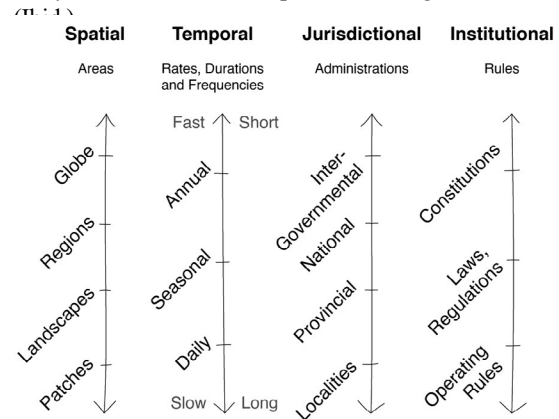 (Ibid.)
Spatial
Areas
Globe
Regions
Landscapes
Patches
Temporal
Rates, Durations
and Frequencies
Fast
Short
Annual
Seasonal
Daily
Slow
Long
Jurisdictional
Administrations
Inter-
Governmental
National
Provincial
Localities
Institutional
Rules
Constitutions
Laws,
Regulations
Operating
Rules